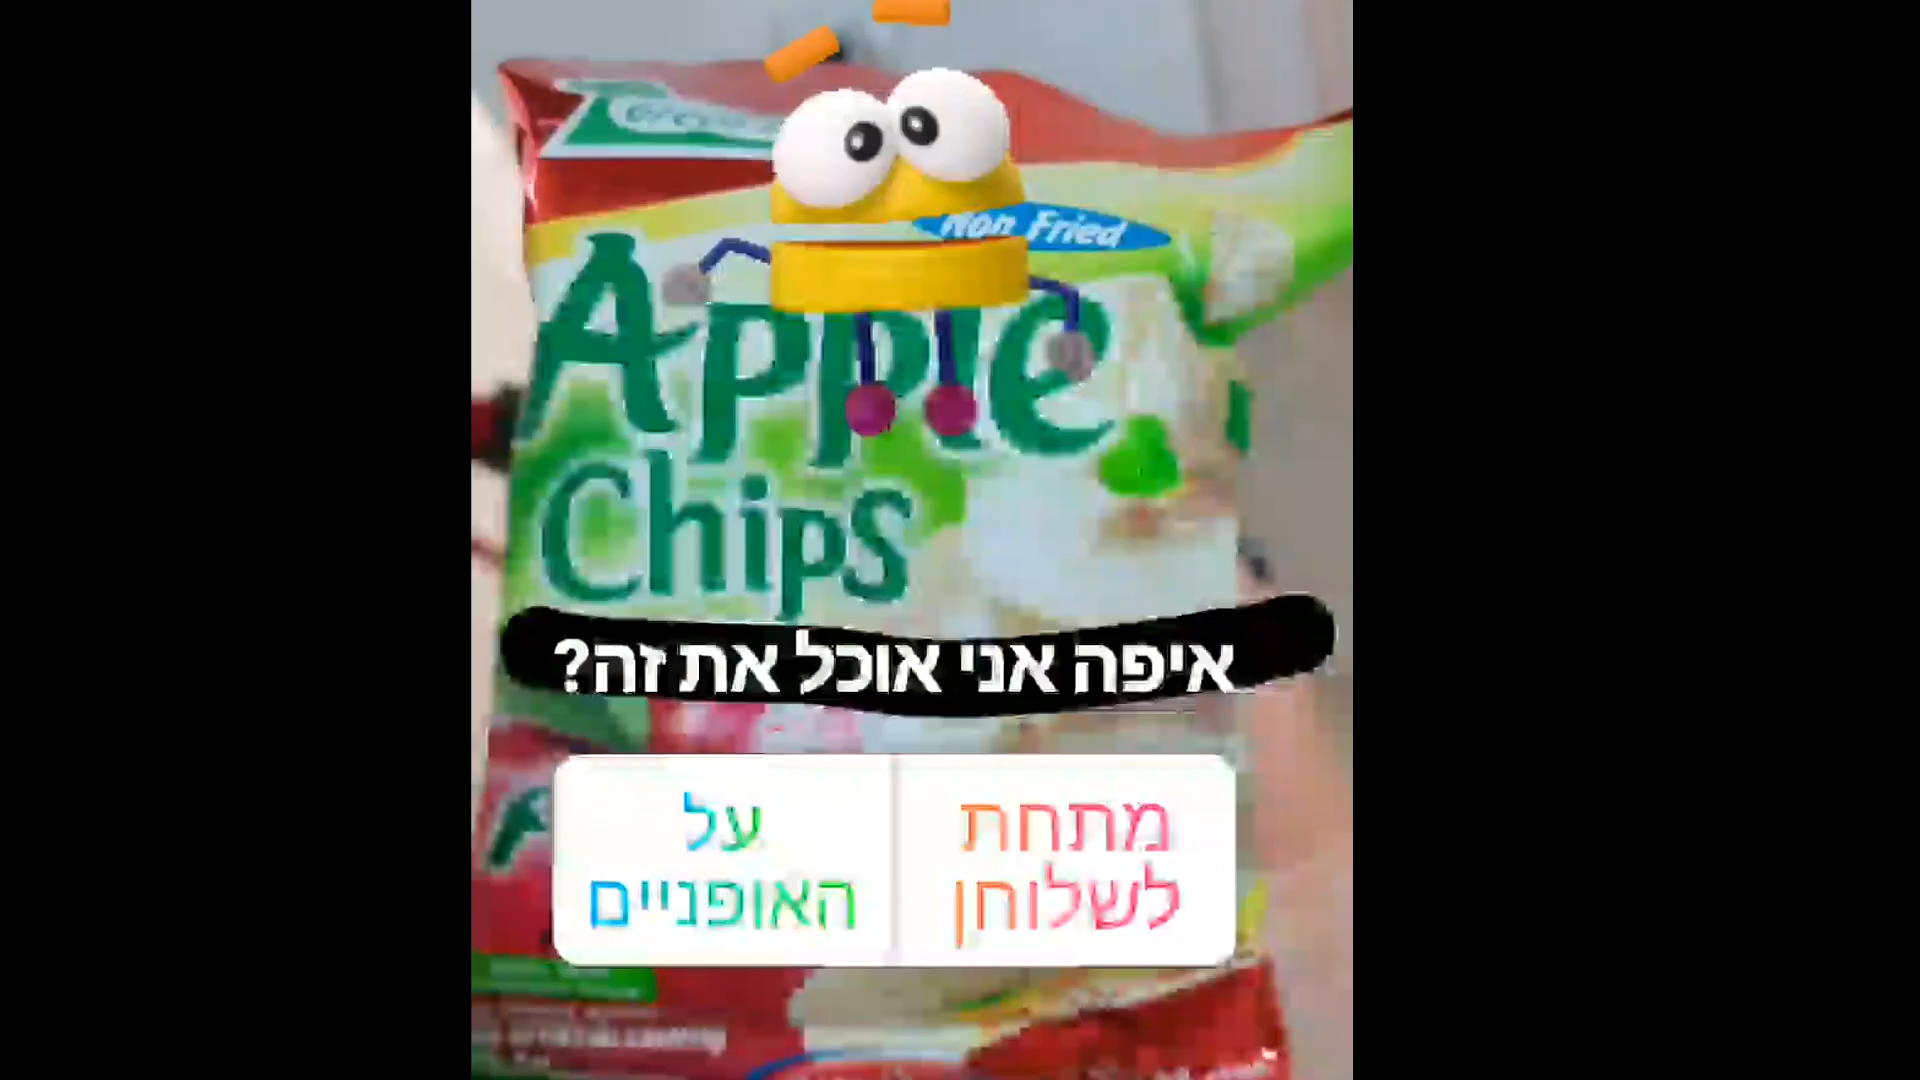 Non Fried
Apple
Chips
איפה אני אוכל את זה?
מתחת
לשלוחן
על
האופניים